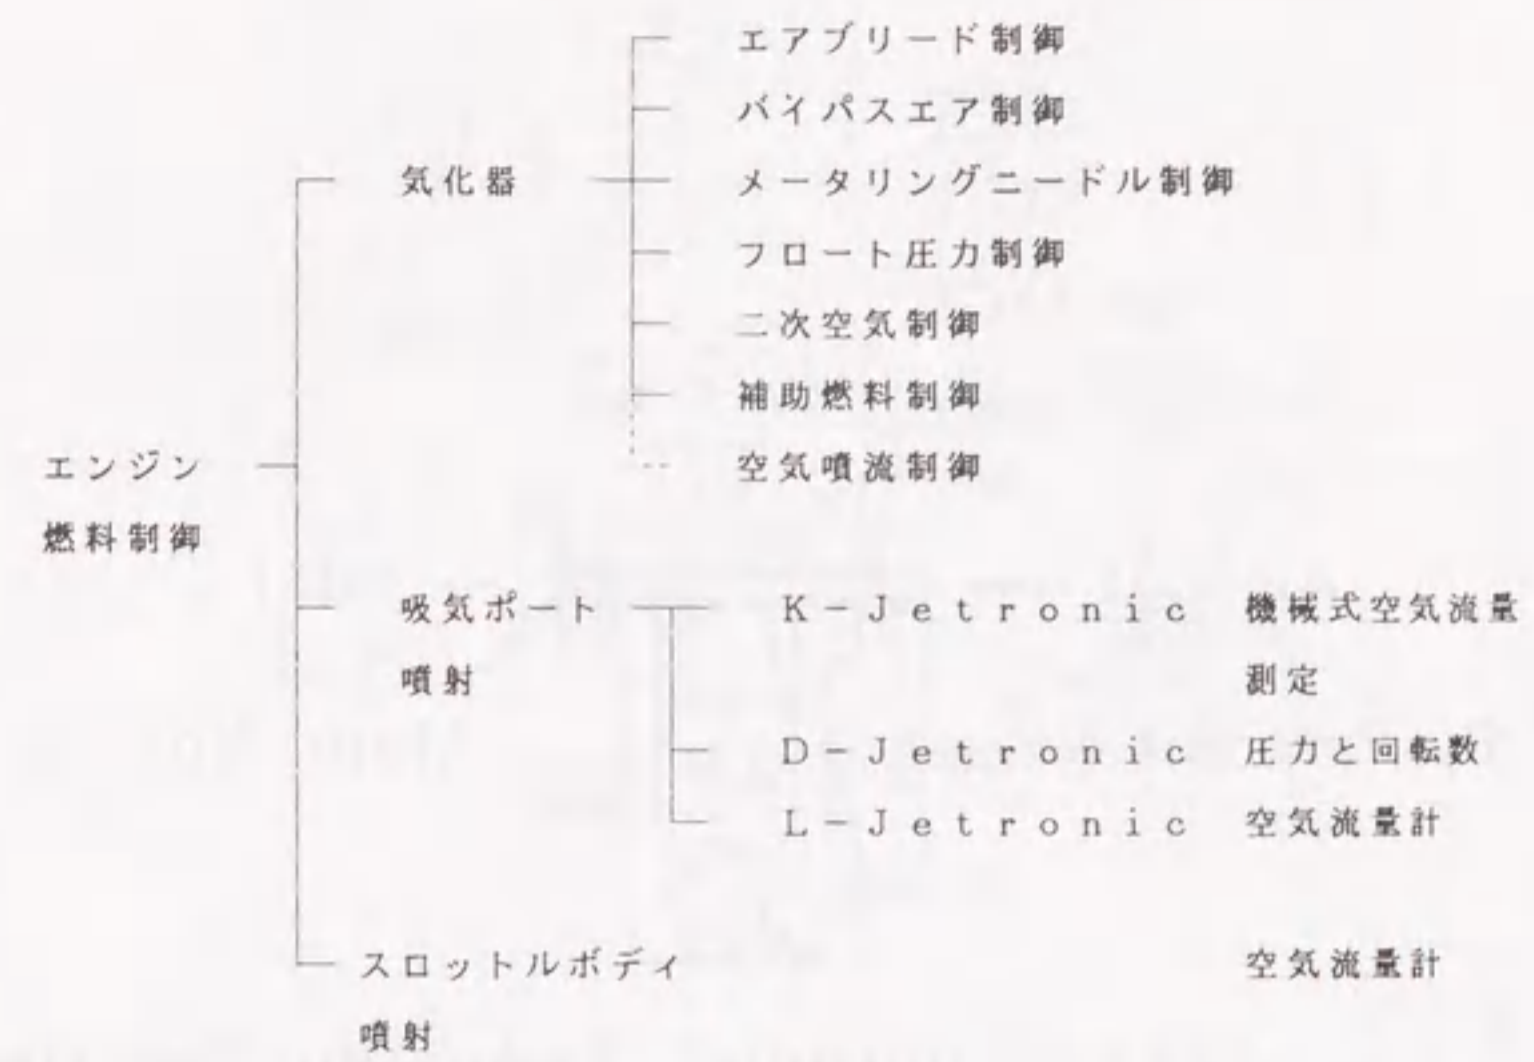 エアブリード制御
バイパスエア制御
気化器 メータリングニードル制御
フロート圧力制御
二次空気制御
補助燃料制御
エンジン 空気噴流制御
燃料制御
吸気ポート K－Jetronic 機械式空気流量
噴射 測定
D－Jetronic 圧力と回転数
L－Jetronic 空気流量計
スロットルボディ 空気流量計
噴射